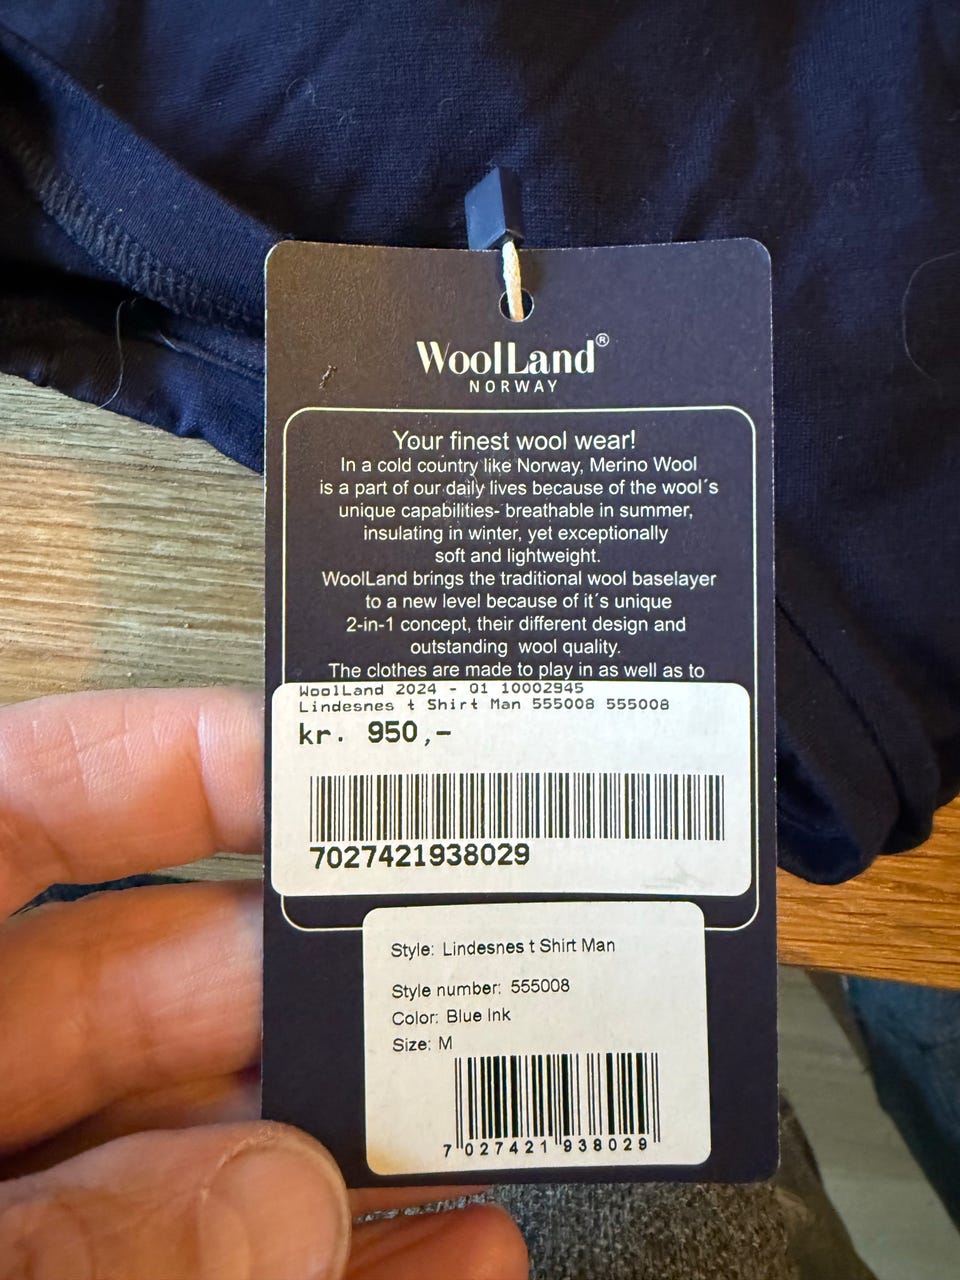 WoolLand®
NORWAY
Your finest wool wear!
In a cold country like Norway, Merino Wool
is a part of our daily lives because of the wool´s
unique capabilities- breathable in summer,
insulating in winter, yet exceptionally
soft and lightweight.
WoolLand brings the traditional wool baselayer
to a new level because of it´s unique
2-in-1 concept, their different design and
outstanding wool quality.
The clothes are made to play in as well as to
WoolLand 2024 - Q1 10002945
Lindesnes t Shirt Man 555008 555008
kr. 950,-
7027421938029
Style: Lindesnes t Shirt Man
Style number: 555008
Color: Blue Ink
Size: M
7 027421 938029